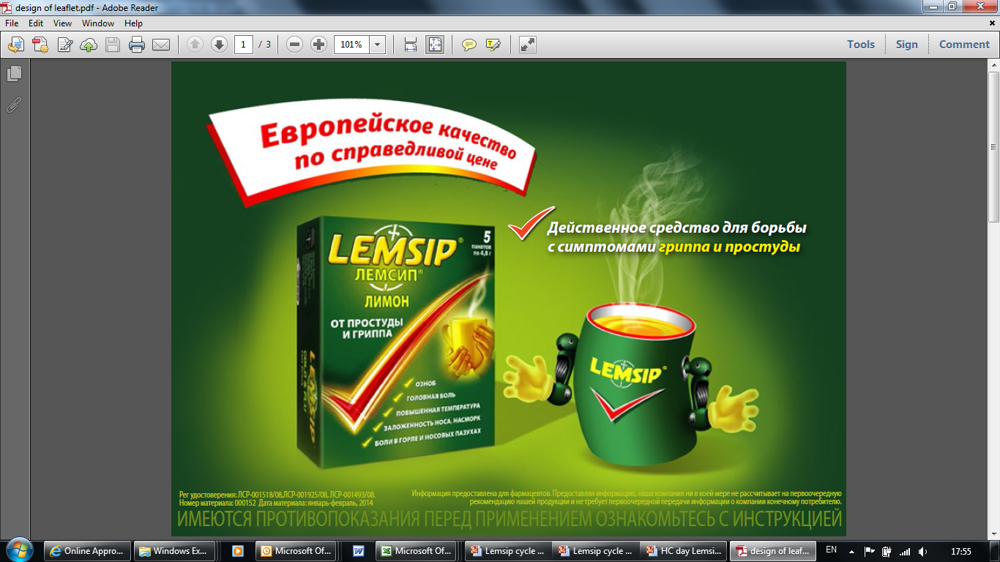 design of leaflet.pdf - Adobe Reader
File Edit View Window Help
1 / 3 101% Tools Sign Comment
Европейское качество
по справедливой цене
Действенное средство для борьбы
с симптомами гриппа и простуды
LEMSIP®
ЛЕМСИП®
ЛИМОН
5
пакетов
по 4,8 г
ОТ ПРОСТУДЫ
И ГРИППА
ОЗНОБ
ГОЛОВНАЯ БОЛЬ
ПОВЫШЕННАЯ ТЕМПЕРАТУРА
ЗАЛОЖЕННОСТЬ НОСА, НАСМОРК
БОЛИ В ГОРЛЕ И НОСОВЫХ ПАЗУХАХ
LEMSIP
COLD & FLU
LEMSIP®
Рег удостоверения: ЛСР-001518/08,ЛСР-001925/08, ЛСР-001493/08.
Номер материала: 000152 Дата материала: январь-февраль, 2014
Информация предоставлена для фармацевтов. Предоставляя информацию, наша компания ни в коей мере не рассчитывает на первоочередную
рекомендацию нашей продукции и не требует первоочередной передачи информации о компании конечному потребителю.
ИМЕЮТСЯ ПРОТИВОПОКАЗАНИЯ ПЕРЕД ПРИМЕНЕНИЕМ ОЗНАКОМЬТЕСЬ С ИНСТРУКЦИЕЙ
Online Appro... Windows Ex... Microsoft Of... Microsoft Of... Lemsip cycle ... Lemsip cycle ... HC day Lemsi... design of leaf... EN 17:55